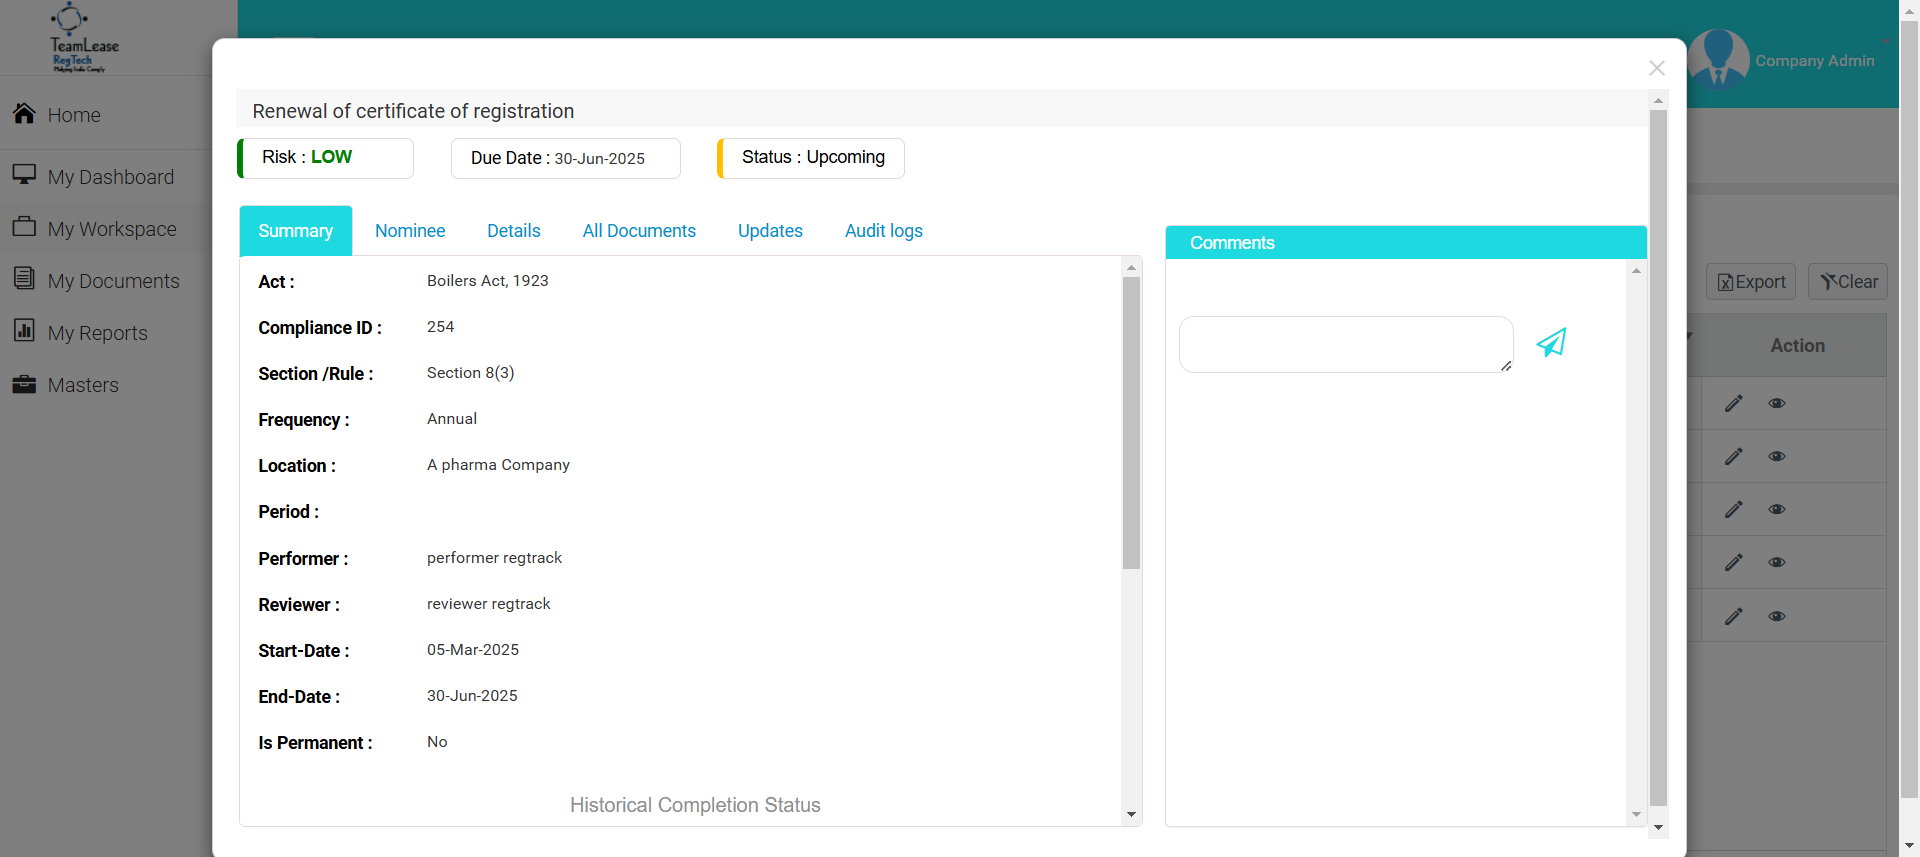 TeamLease
RegTech
Making India Comply
Company Admin
Home
My Dashboard
My Workspace
My Documents
My Reports
Masters
Renewal of certificate of registration
Risk : LOW
Due Date : 30-Jun-2025
Status : Upcoming
Summary
Nominee
Details
All Documents
Updates
Audit logs
Act : Boilers Act, 1923
Compliance ID : 254
Section /Rule : Section 8(3)
Frequency : Annual
Location : A pharma Company
Period :
Performer : performer regtrack
Reviewer : reviewer regtrack
Start-Date : 05-Mar-2025
End-Date : 30-Jun-2025
Is Permanent : No
Historical Completion Status
Comments
Export
Clear
Action